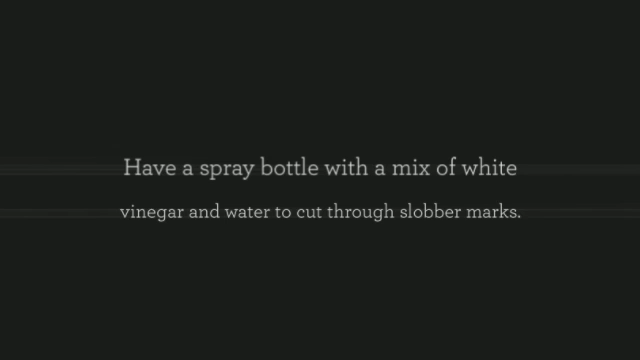 Have a spray bottle with a mix of white
vinegar and water to cut through slobber marks.